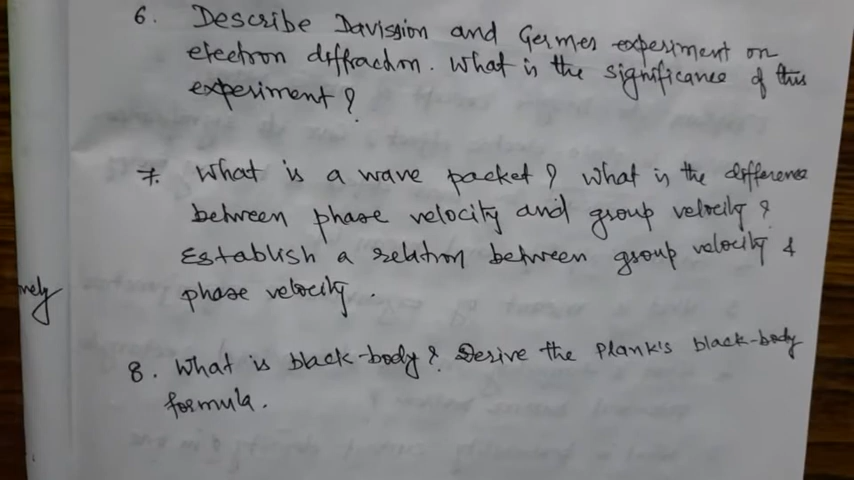 6. Describe Davission and Germer experiment on
electron diffraction. What is the significance of this
experiment?
7. What is a wave packet? What is the difference
between phase velocity and group velocity?
Establish a relation between group velocity &
phase velocity.
8. What is black-body? Derive the Plank's black-body
formula.